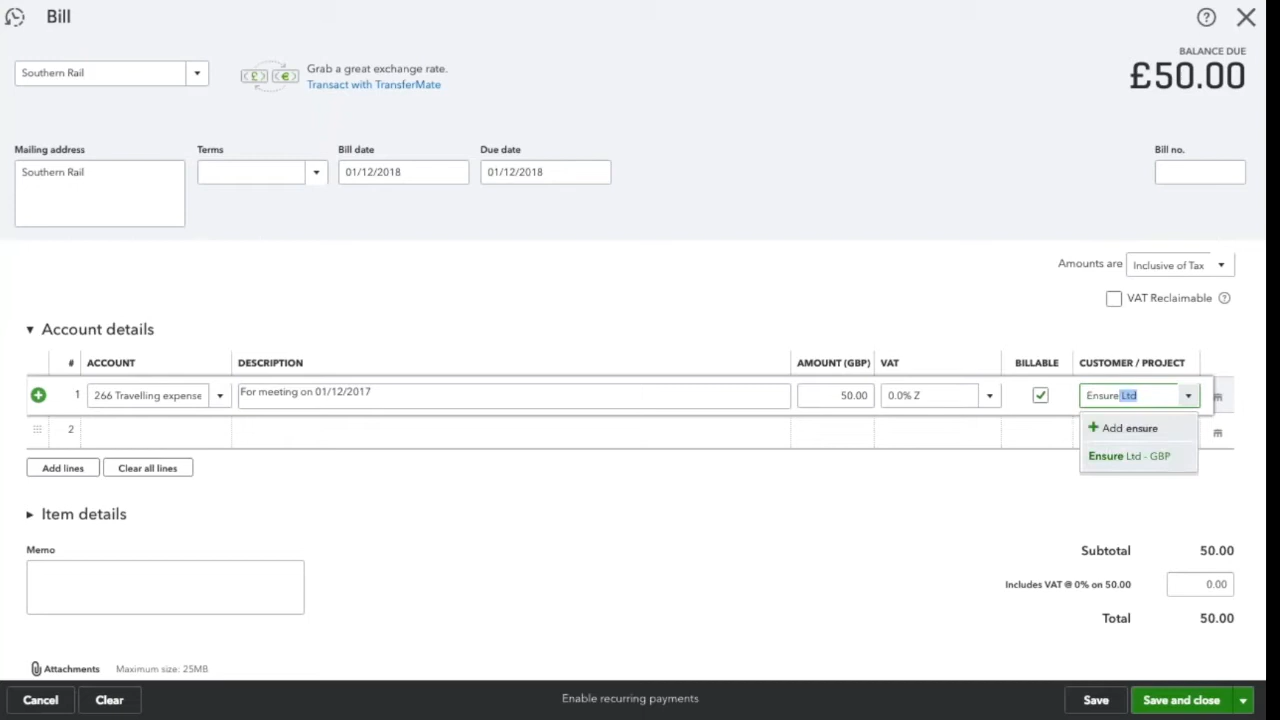 Bill
BALANCE DUE
£50.00
Southern Rail
Grab a great exchange rate.
Transact with TransferMate
Mailing address
Terms
Bill date
Due date
Bill no.
Southern Rail
01/12/2018
01/12/2018
Amounts are
Inclusive of Tax
VAT Reclaimable
Account details
# ACCOUNT DESCRIPTION AMOUNT (GBP) VAT BILLABLE CUSTOMER / PROJECT
1 266 Travelling expense For meeting on 01/12/2017 50.00 0.0% Z Ensure Ltd
2
+ Add ensure
Ensure Ltd - GBP
Add lines
Clear all lines
Item details
Memo
Subtotal 50.00
Includes VAT @ 0% on 50.00 0.00
Total 50.00
Attachments Maximum size: 25MB
Cancel
Clear
Enable recurring payments
Save
Save and close